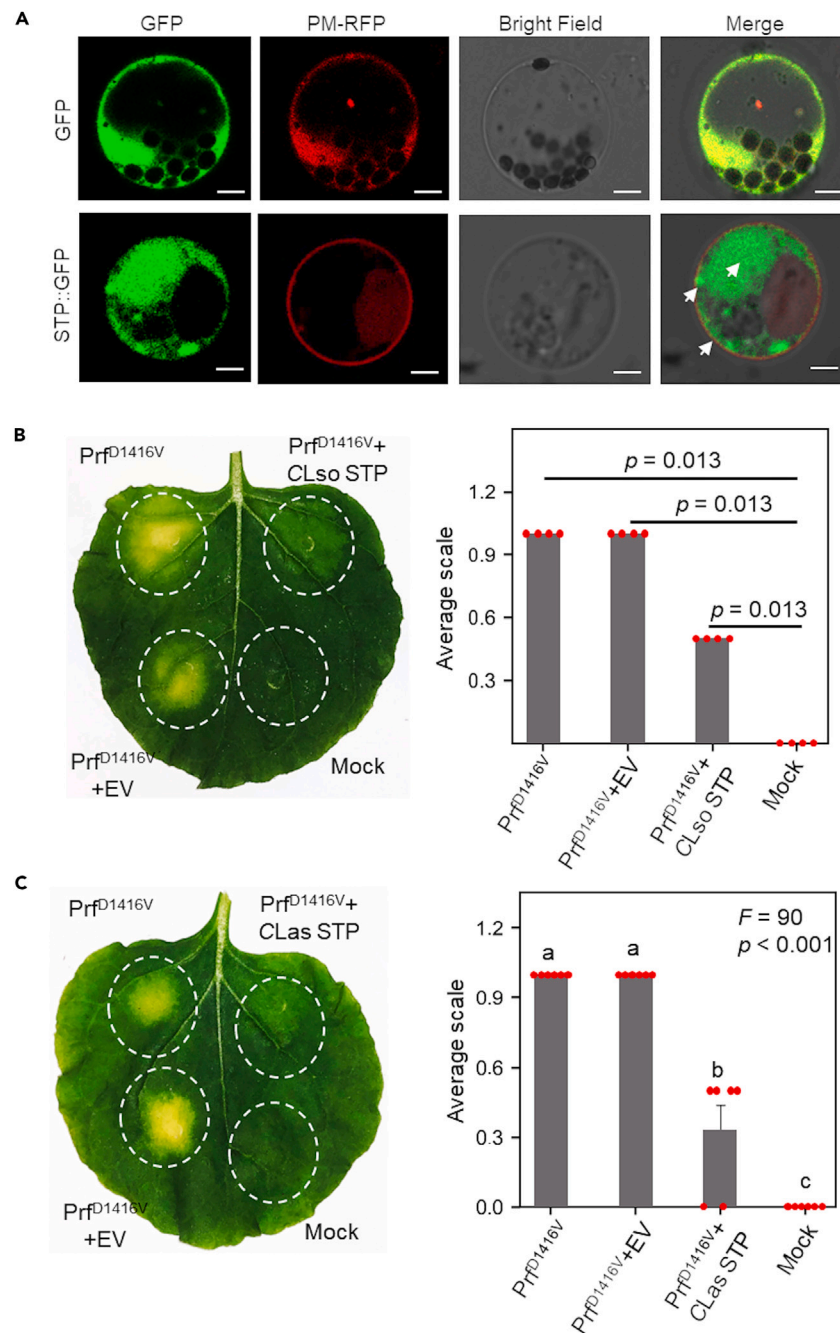 A
GFP
PM-RFP
Bright Field
Merge
GFP
STP::GFP
B
Prf^D1416V
Prf^D1416V+
CLso STP
Prf^D1416V
+EV
Mock
p = 0.013
p = 0.013
p = 0.013
Average scale
1.2
0.9
0.6
0.3
Prf^D1416V
Prf^D1416V+EV
Prf^D1416V+
CLso STP
Mock
C
Prf^D1416V
Prf^D1416V+
CLas STP
Prf^D1416V
+EV
Mock
F = 90
p < 0.001
Average scale
1.2
0.9
0.6
0.3
0.0
a
a
b
c
Prf^D1416V
Prf^D1416V+EV
Prf^D1416V+
CLas STP
Mock